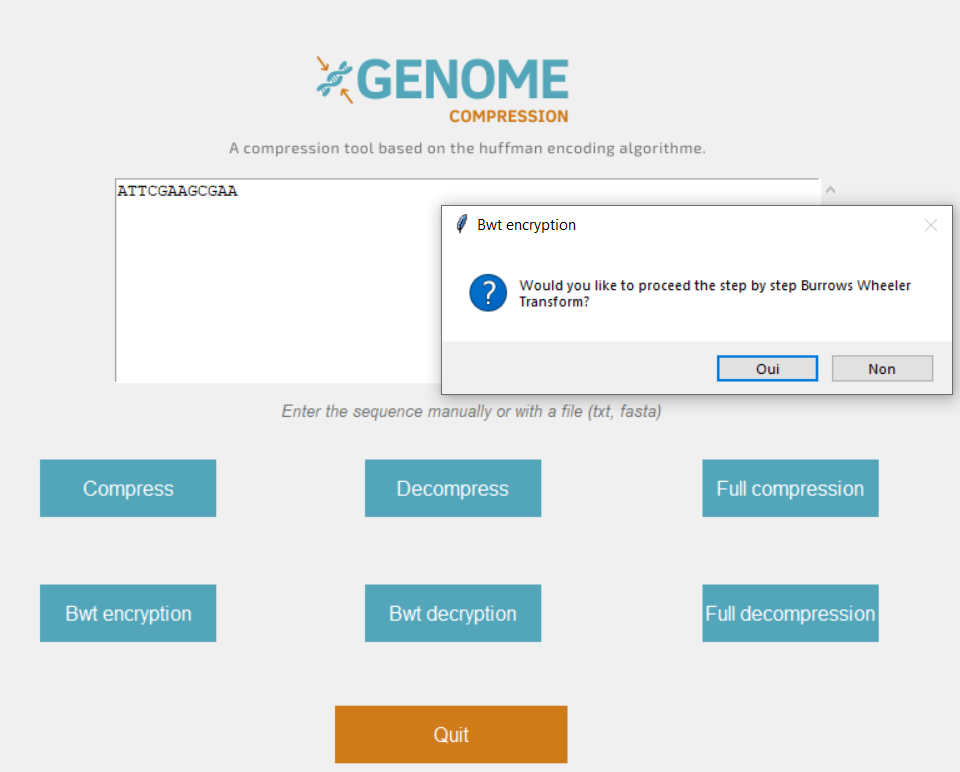 GENOME
COMPRESSION
A compression tool based on the huffman encoding algorithme.
ATTCGAAGCGAA
Bwt encryption
Would you like to proceed the step by step Burrows Wheeler
Transform?
Oui
Non
Enter the sequence manually or with a file (txt, fasta)
Compress
Decompress
Full compression
Bwt encryption
Bwt decryption
Full decompression
Quit